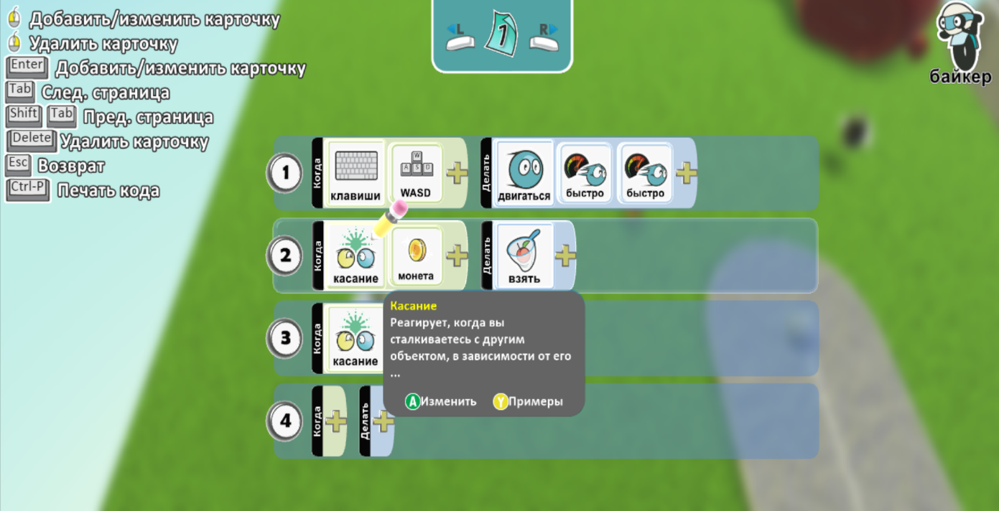 Добавить/изменить карточку
Удалить карточку
Enter Добавить/изменить карточку
Tab След. страница
Shift Tab Пред. страница
Delete Удалить карточку
Esc Возврат
Ctrl-P Печать кода
L 1 R
байкер
1 Когда клавиши W A S D WASD Делать двигаться быстро быстро
2 Когда касание монета Делать взять
3 Когда касание
Касание
Реагирует, когда вы
сталкиваетесь с другим
объектом, в зависимости от его
...
A Изменить Y Примеры
4 Когда Делать